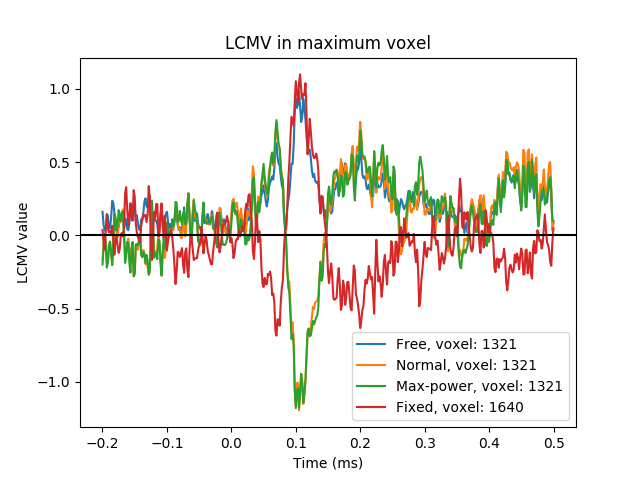 LCMV in maximum voxel
LCMV value
1.0
0.5
0.0
−0.5
−1.0
Free, voxel: 1321
Normal, voxel: 1321
Max-power, voxel: 1321
Fixed, voxel: 1640
−0.2 −0.1 0.0 0.1 0.2 0.3 0.4 0.5
Time (ms)